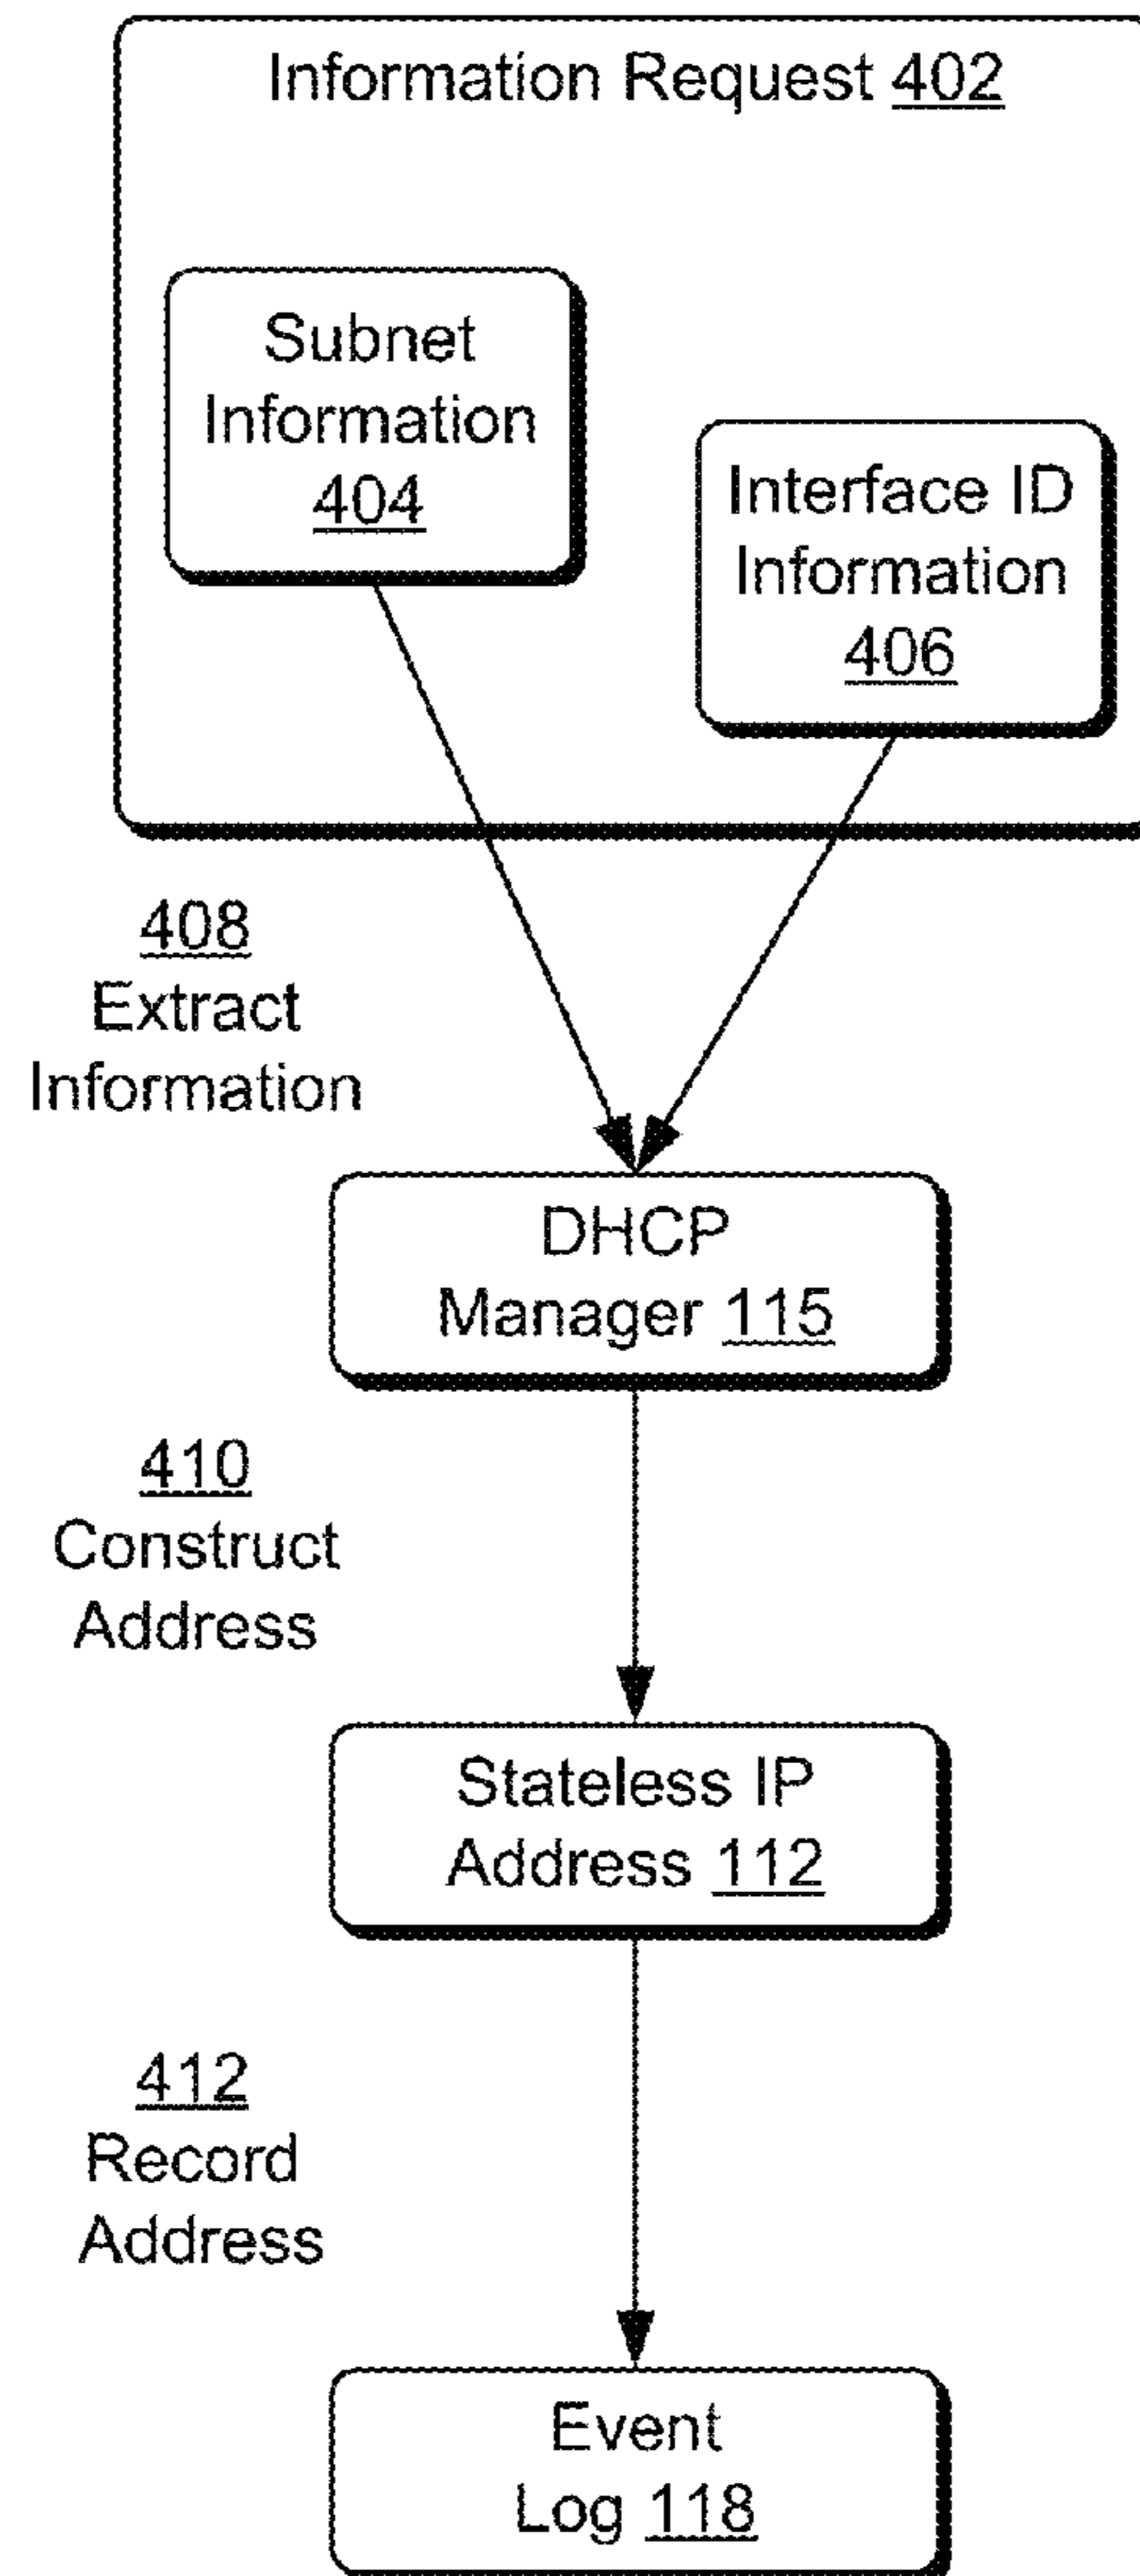 Information Request 402
Subnet
Information
404
Interface ID
Information
406
408
Extract
Information
DHCP
Manager 115
410
Construct
Address
Stateless IP
Address 112
412
Record
Address
Event
Log 118